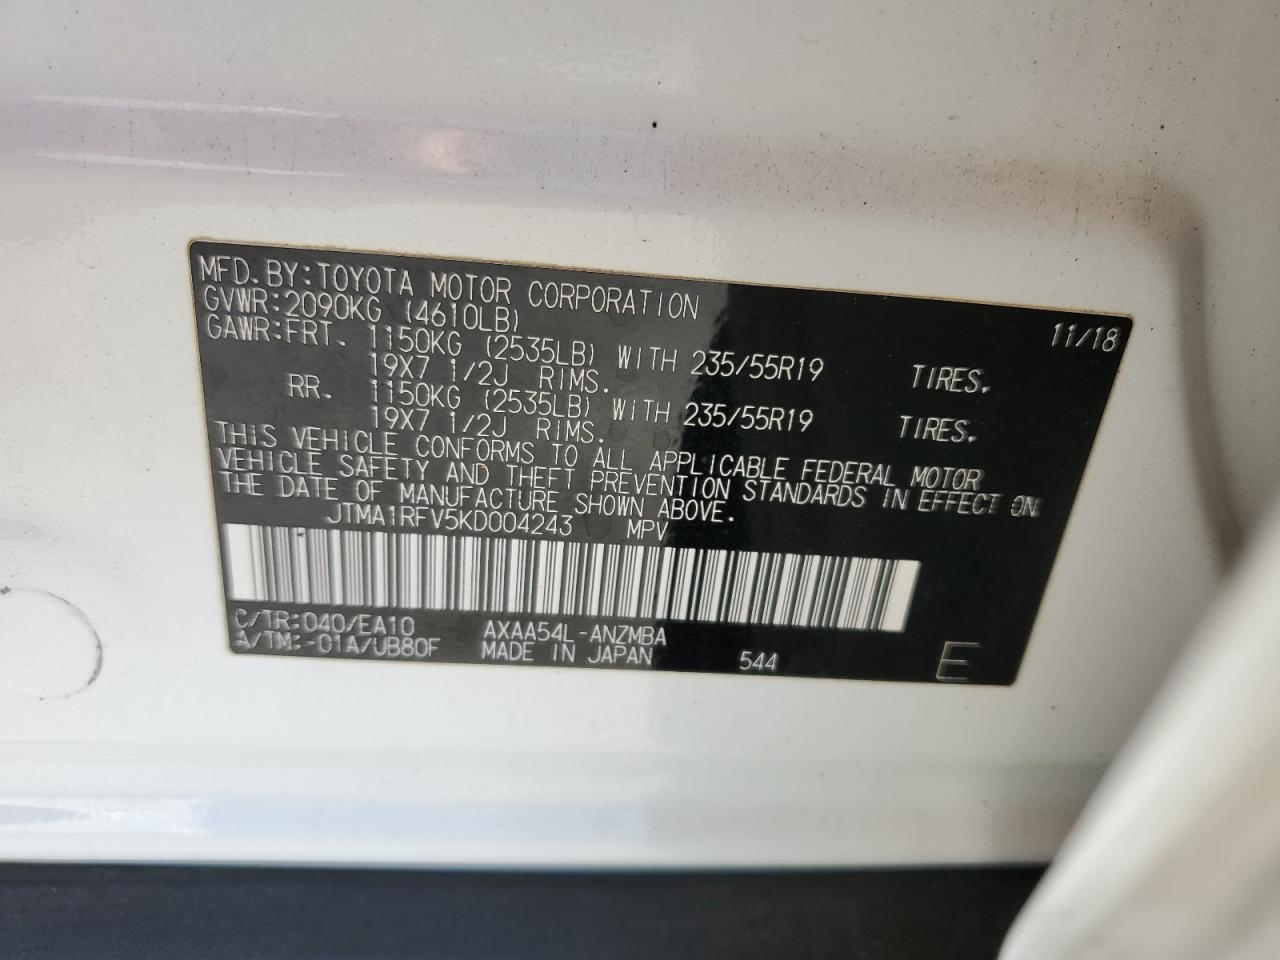 MFD. BY: TOYOTA MOTOR CORPORATION 11/18
GVWR: 2090KG (4610LB)
GAWR: FRT. 1150KG (2535LB) WITH 235/55R19 TIRES.
19X7 1/2J RIMS.
RR. 1150KG (2535LB) WITH 235/55R19 TIRES.
19X7 1/2J RIMS.
THIS VEHICLE CONFORMS TO ALL APPLICABLE FEDERAL MOTOR
VEHICLE SAFETY AND THEFT PREVENTION STANDARDS IN EFFECT ON
THE DATE OF MANUFACTURE SHOWN ABOVE.
JTMA1RFV5KD004243 MPV
C/TR: 040/EA10 AXAA54L-ANZMBA
A/TM: -01A/UB80F MADE IN JAPAN 544 E